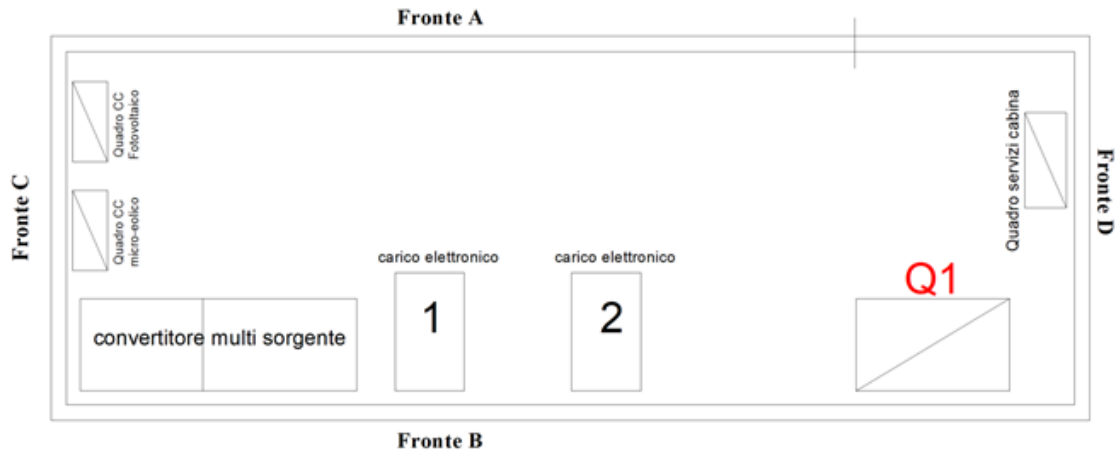 Fronte A
Quadro CC
Fotovoltaico
Quadro servizi cabina
Fronte C
Fronte D
Quadro CC
micro-eolico
carico elettronico
carico elettronico
Q1
1
2
convertitore multi sorgente
Fronte B